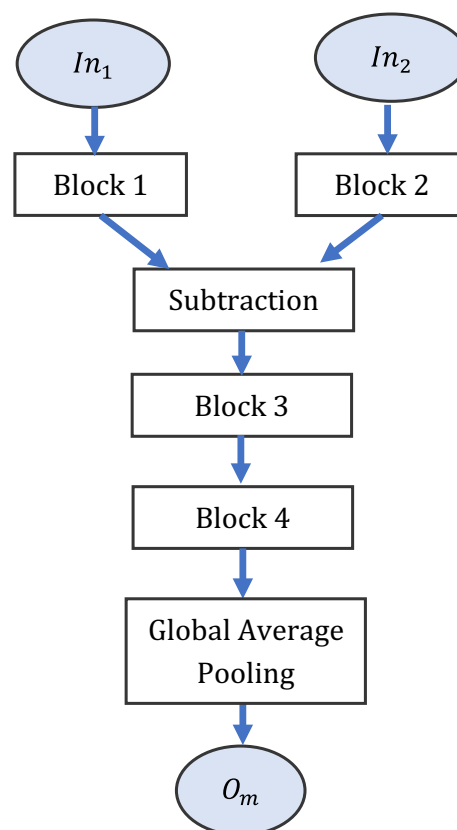 In₁
In₂
Block 1
Block 2
Subtraction
Block 3
Block 4
Global Average
Pooling
Oₘ